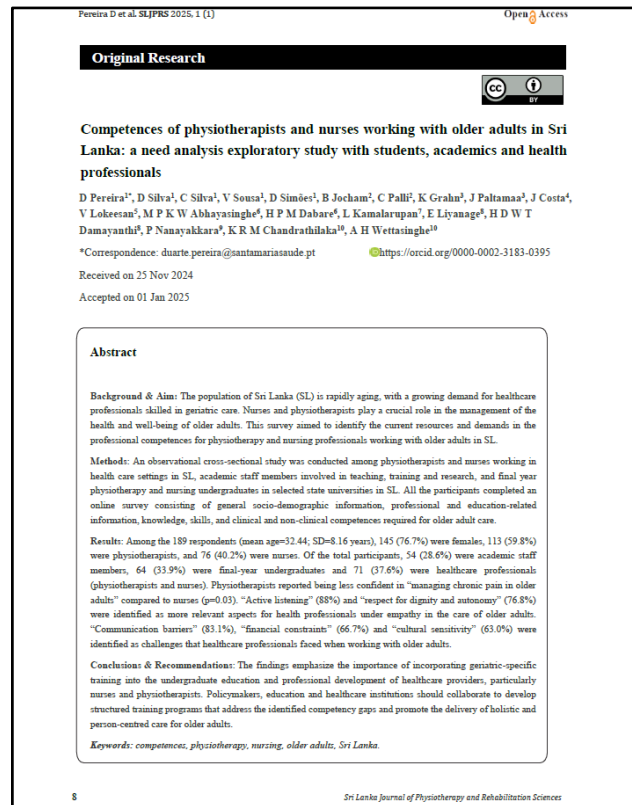 Pereira D et al. SLJPRS 2025, 1 (1)
Open Access
Original Research
cc
BY
Competences of physiotherapists and nurses working with older adults in Sri
Lanka: a need analysis exploratory study with students, academics and health
professionals
D Pereira¹*, D Silva¹, C Silva¹, V Sousa¹, D Simões¹, B Jocham², C Palli², K Grahn³, J Paltamaa³, J Costa⁴,
V Lokeesan⁵, M P K W Abhayasinghe⁶, H P M Dabare⁶, L Kamalarupan⁷, E Liyanage⁸, H D W T
Damayanthi⁸, P Nanayakkara⁹, K R M Chandrathilaka¹⁰, A H Wettasinghe¹⁰
*Correspondence: duarte.pereira@santamariasaude.pt
https://orcid.org/0000-0002-3183-0395
Received on 25 Nov 2024
Accepted on 01 Jan 2025
Abstract
Background & Aim: The population of Sri Lanka (SL) is rapidly aging, with a growing demand for healthcare
professionals skilled in geriatric care. Nurses and physiotherapists play a crucial role in the management of the
health and well-being of older adults. This survey aimed to identify the current resources and demands in the
professional competences for physiotherapy and nursing professionals working with older adults in SL.
Methods: An observational cross-sectional study was conducted among physiotherapists and nurses working in
health care settings in SL, academic staff members involved in teaching, training and research, and final year
physiotherapy and nursing undergraduates in selected state universities in SL. All the participants completed an
online survey consisting of general socio-demographic information, professional and education-related
information, knowledge, skills, and clinical and non-clinical competences required for older adult care.
Results: Among the 189 respondents (mean age=32.44; SD=8.16 years), 145 (76.7%) were females, 113 (59.8%)
were physiotherapists, and 76 (40.2%) were nurses. Of the total participants, 54 (28.6%) were academic staff
members, 64 (33.9%) were final-year undergraduates and 71 (37.6%) were healthcare professionals
(physiotherapists and nurses). Physiotherapists reported being less confident in “managing chronic pain in older
adults” compared to nurses (p=0.03). “Active listening” (88%) and “respect for dignity and autonomy” (76.8%)
were identified as more relevant aspects for health professionals under empathy in the care of older adults.
“Communication barriers” (83.1%), “financial constraints” (66.7%) and “cultural sensitivity” (63.0%) were
identified as challenges that healthcare professionals faced when working with older adults.
Conclusions & Recommendations: The findings emphasize the importance of incorporating geriatric-specific
training into the undergraduate education and professional development of healthcare providers, particularly
nurses and physiotherapists. Policymakers, education and healthcare institutions should collaborate to develop
structured training programs that address the identified competency gaps and promote the delivery of holistic and
person-centred care for older adults.
Keywords: competences, physiotherapy, nursing, older adults, Sri Lanka.
8
Sri Lanka Journal of Physiotherapy and Rehabilitation Sciences